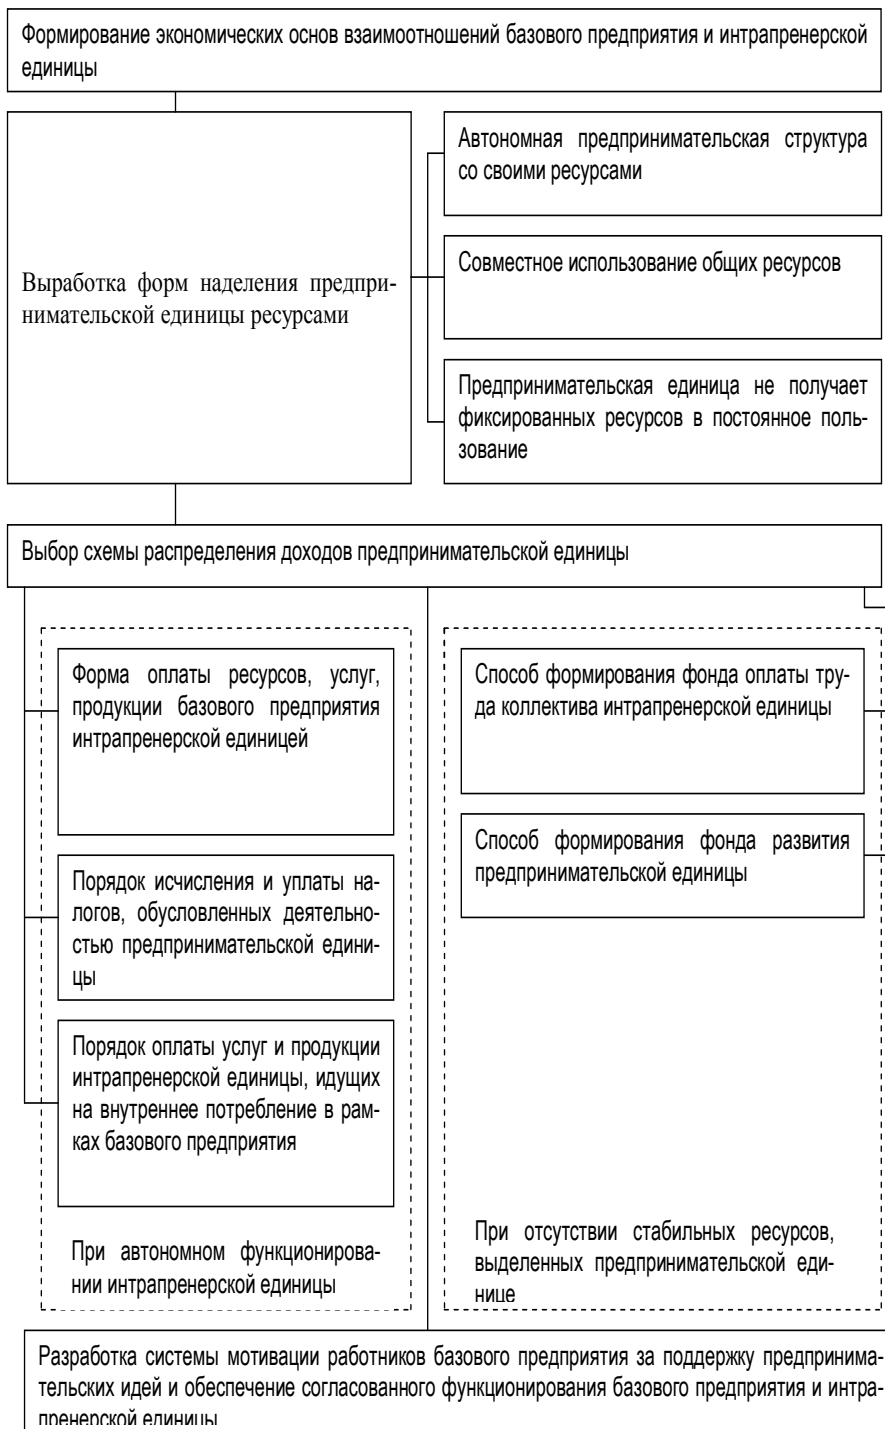 Формирование экономических основ взаимоотношений базового предприятия и интрапренерской
единицы
Выработка форм наделения предпри-
нимательской единицы ресурсами
Автономная предпринимательская структура
со своими ресурсами
Совместное использование общих ресурсов
Предпринимательская единица не получает
фиксированных ресурсов в постоянное поль-
зование
Выбор схемы распределения доходов предпринимательской единицы
Форма оплаты ресурсов, услуг,
продукции базового предприятия
интрапренерской единицей
Порядок исчисления и уплаты на-
логов, обусловленных деятельно-
стью предпринимательской едини-
цы
Порядок оплаты услуг и продукции
интрапренерской единицы, идущих
на внутреннее потребление в рам-
ках базового предприятия
При автономном функционирова-
нии интрапренерской единицы
Способ формирования фонда оплаты тру-
да коллектива интрапренерской единицы
Способ формирования фонда развития
предпринимательской единицы
При отсутствии стабильных ресурсов,
выделенных предпринимательской еди-
нице
Разработка системы мотивации работников базового предприятия за поддержку предпринима-
тельских идей и обеспечение согласованного функционирования базового предприятия и интра-
пренерской единицы